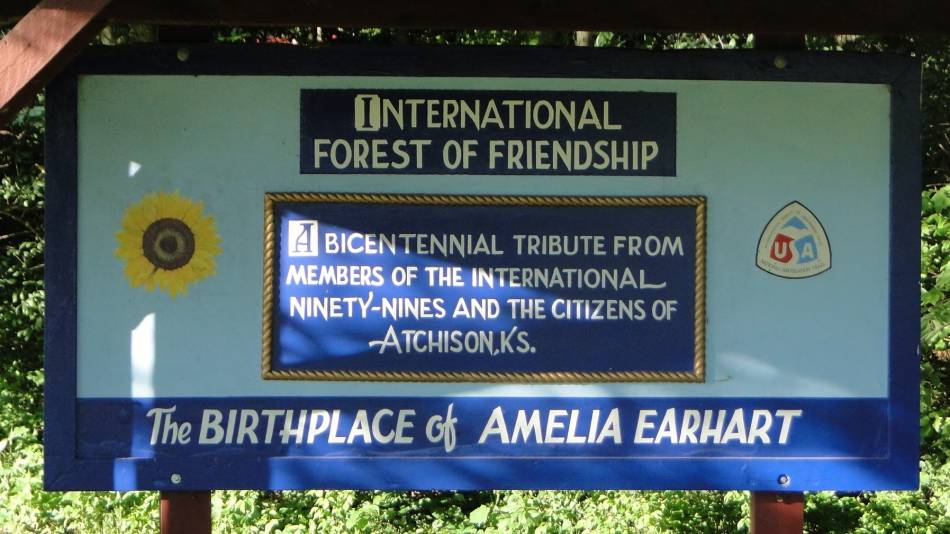 INTERNATIONAL
FOREST OF FRIENDSHIP
A BICENTENNIAL TRIBUTE FROM
MEMBERS OF THE INTERNATIONAL
NINETY-NINES AND THE CITIZENS OF
ATCHISON, KS.
USA
The BIRTHPLACE of AMELIA EARHART